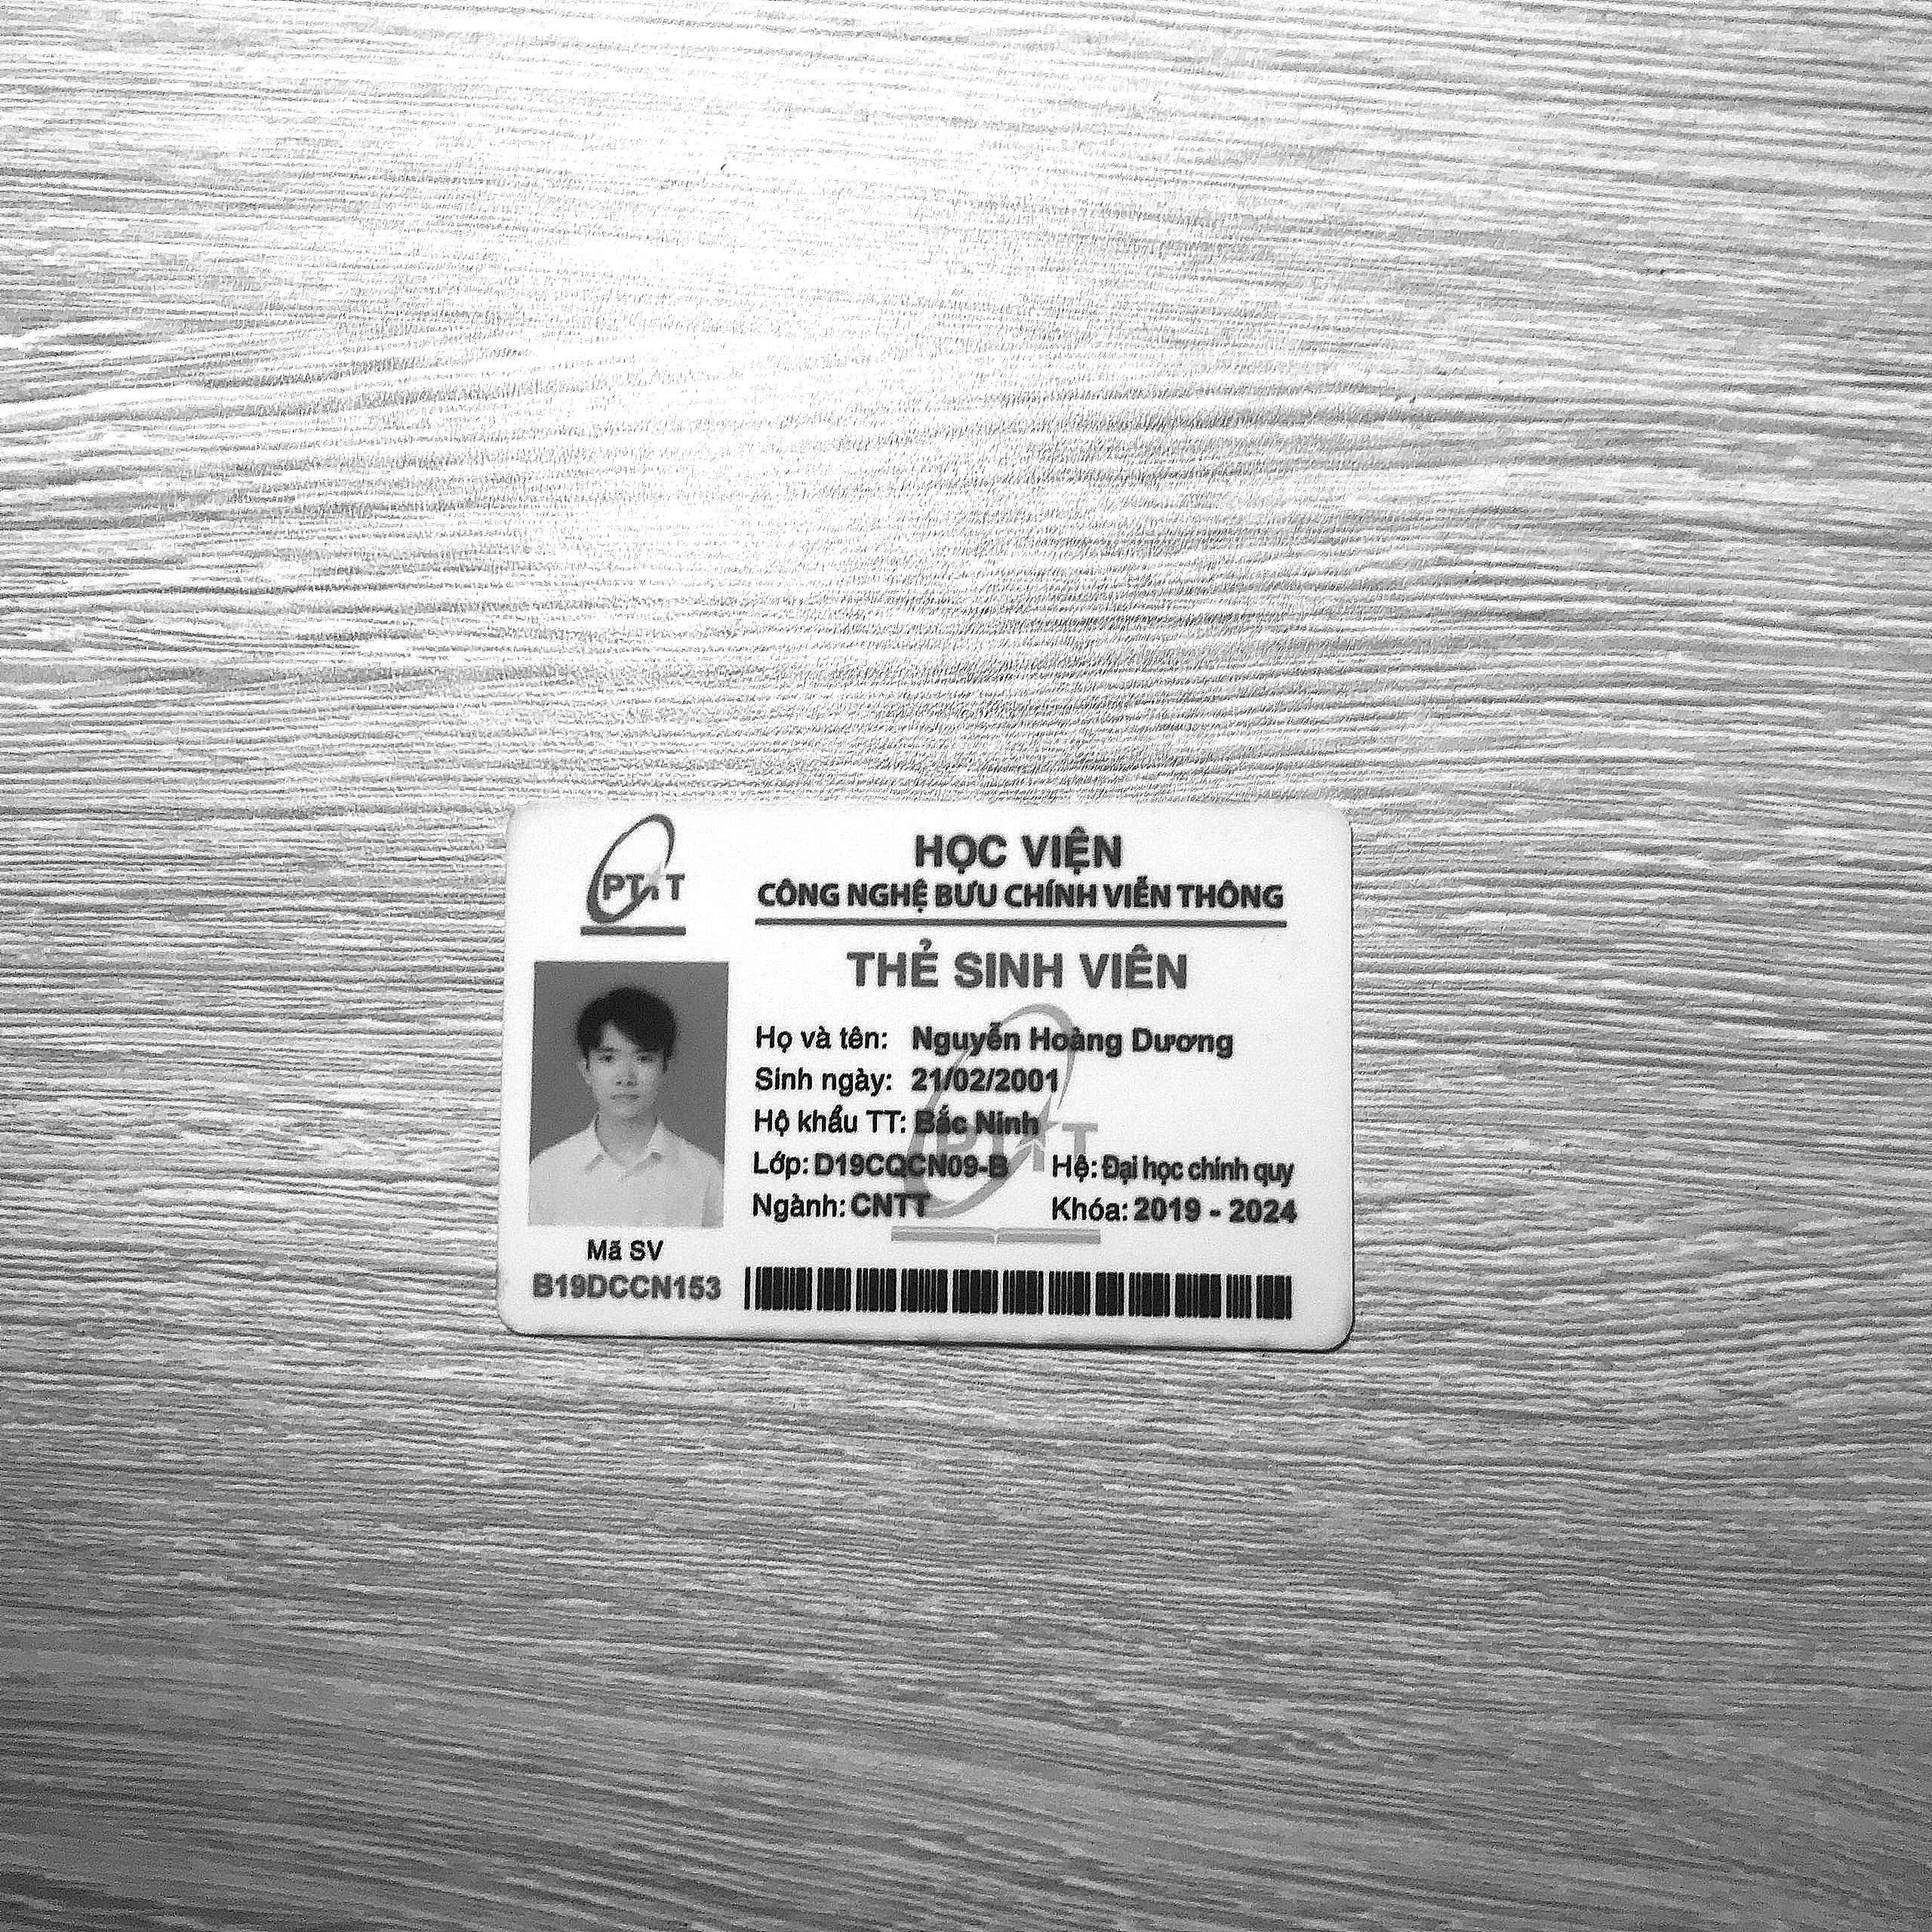 PTIT
HỌC VIỆN
CÔNG NGHỆ BƯU CHÍNH VIỄN THÔNG
THẺ SINH VIÊN
Họ và tên: Nguyễn Hoàng Dương
Sinh ngày: 21/02/2001
Hộ khẩu TT: Bắc Ninh
Lớp: D19CQCN09-B Hệ: Đại học chính quy
Ngành: CNTT Khóa: 2019 - 2024
Mã SV
B19DCCN153
PTIT